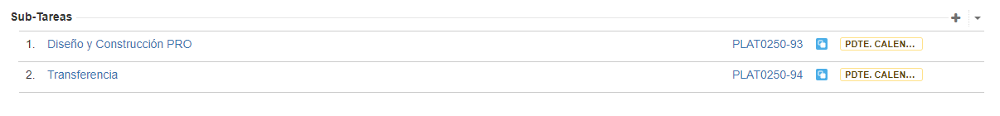 Sub-Tareas
1. Diseño y Construcción PRO PLAT0250-93 PDTE. CALEN...
2. Transferencia PLAT0250-94 PDTE. CALEN...